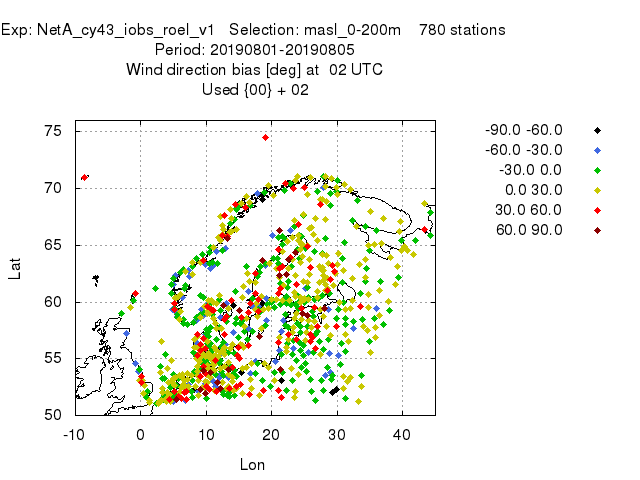 Exp: NetA_cy43_iobs_roel_v1 Selection: masl_0-200m 780 stations
Period: 20190801-20190805
Wind direction bias [deg] at 02 UTC
Used {00} + 02
-90.0 -60.0
-60.0 -30.0
-30.0 0.0
0.0 30.0
30.0 60.0
60.0 90.0
75
70
65
60
55
50
Lat
-10 0 10 20 30 40
Lon